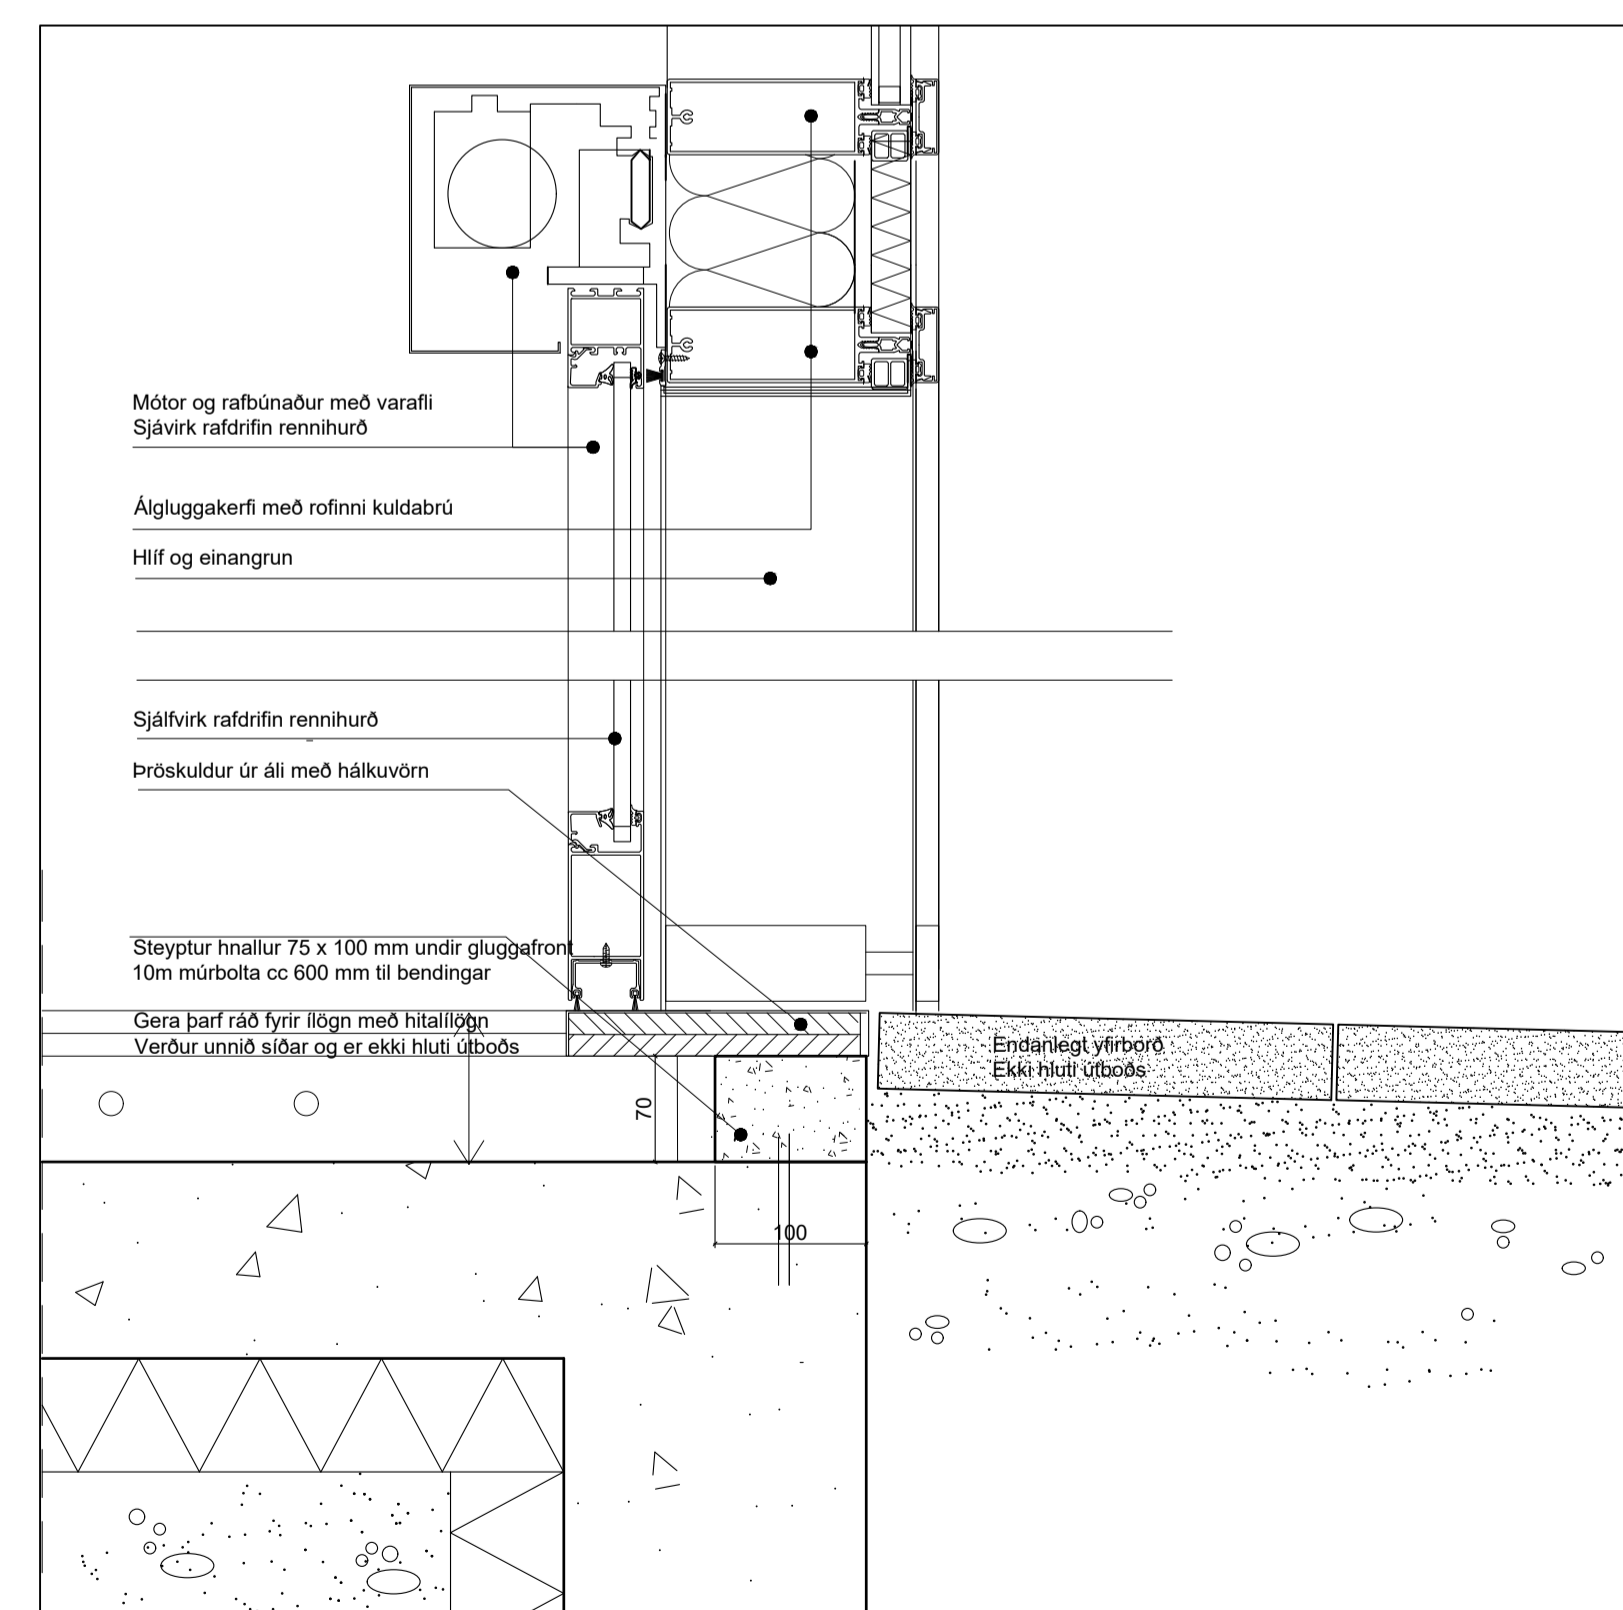 Mótor og rafbúnaður með varafli
Sjávirk rafdrifin rennihurð
Álgluggakerfi með rofinni kuldabrú
Hlíf og einangrun
Sjálfvirk rafdrifin rennihurð
Þröskuldur úr áli með hálkuvörn
Steyptur hnallur 75 x 100 mm undir gluggafront
10m múrbolta cc 600 mm til bendingar
Gera þarf ráð fyrir ílögn með hitalílögn
Verður unnið síðar og er ekki hluti útboðs
Endanlegt yfirborð
Ekki hluti útboðs
70
100